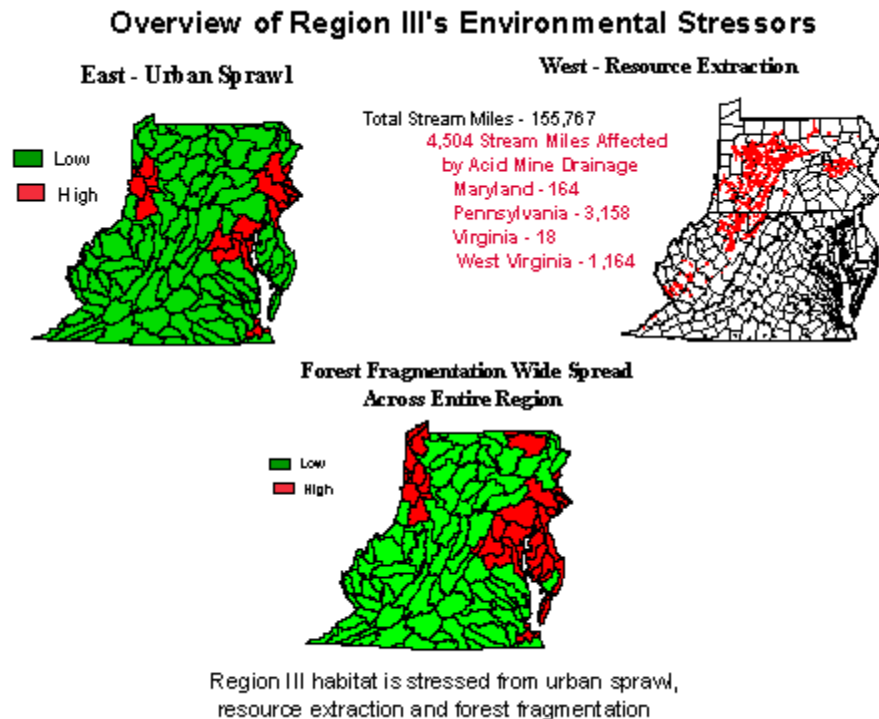 Overview of Region III's Environmental Stressors
East - Urban Sprawl
Low
High
West - Resource Extraction
Total Stream Miles - 155,767
4,504 Stream Miles Affected
by Acid Mine Drainage
Maryland - 164
Pennsylvania - 3,158
Virginia - 18
West Virginia - 1,164
Forest Fragmentation Wide Spread
Across Entire Region
Low
High
Region III habitat is stressed from urban sprawl,
resource extraction and forest fragmentation